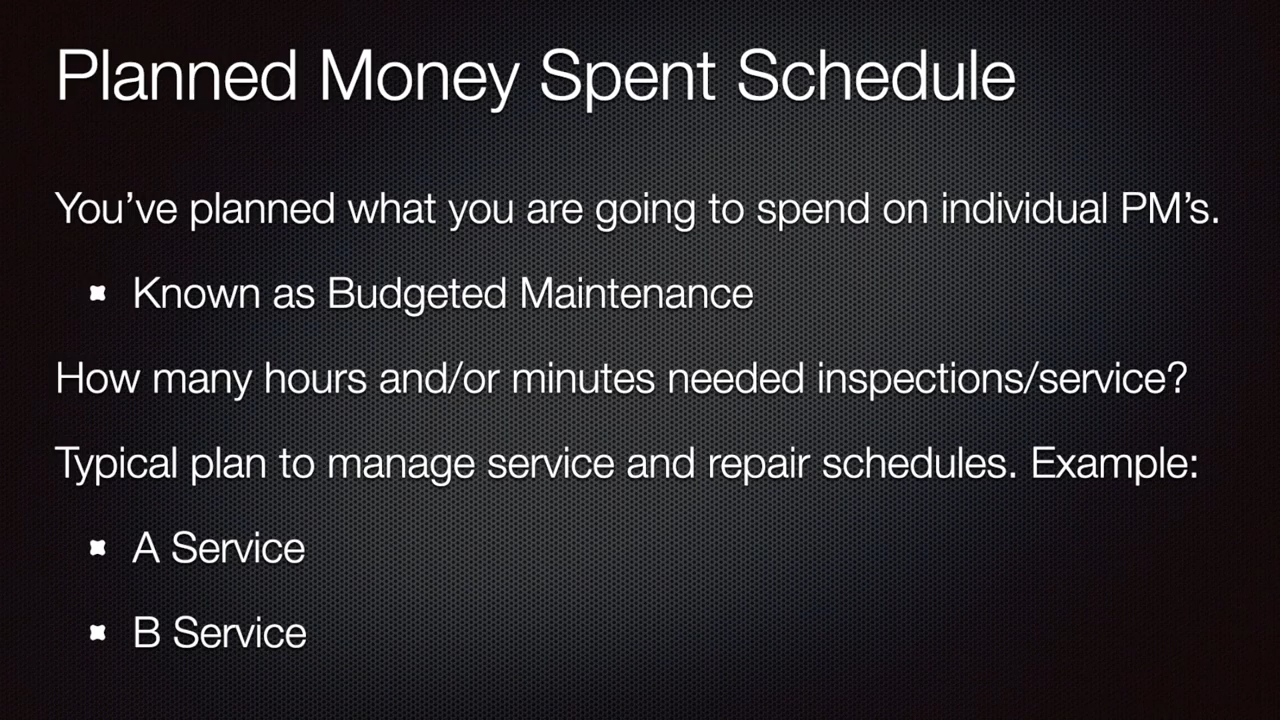 Planned Money Spent Schedule
You’ve planned what you are going to spend on individual PM’s.
Known as Budgeted Maintenance
How many hours and/or minutes needed inspections/service?
Typical plan to manage service and repair schedules. Example:
A Service
B Service